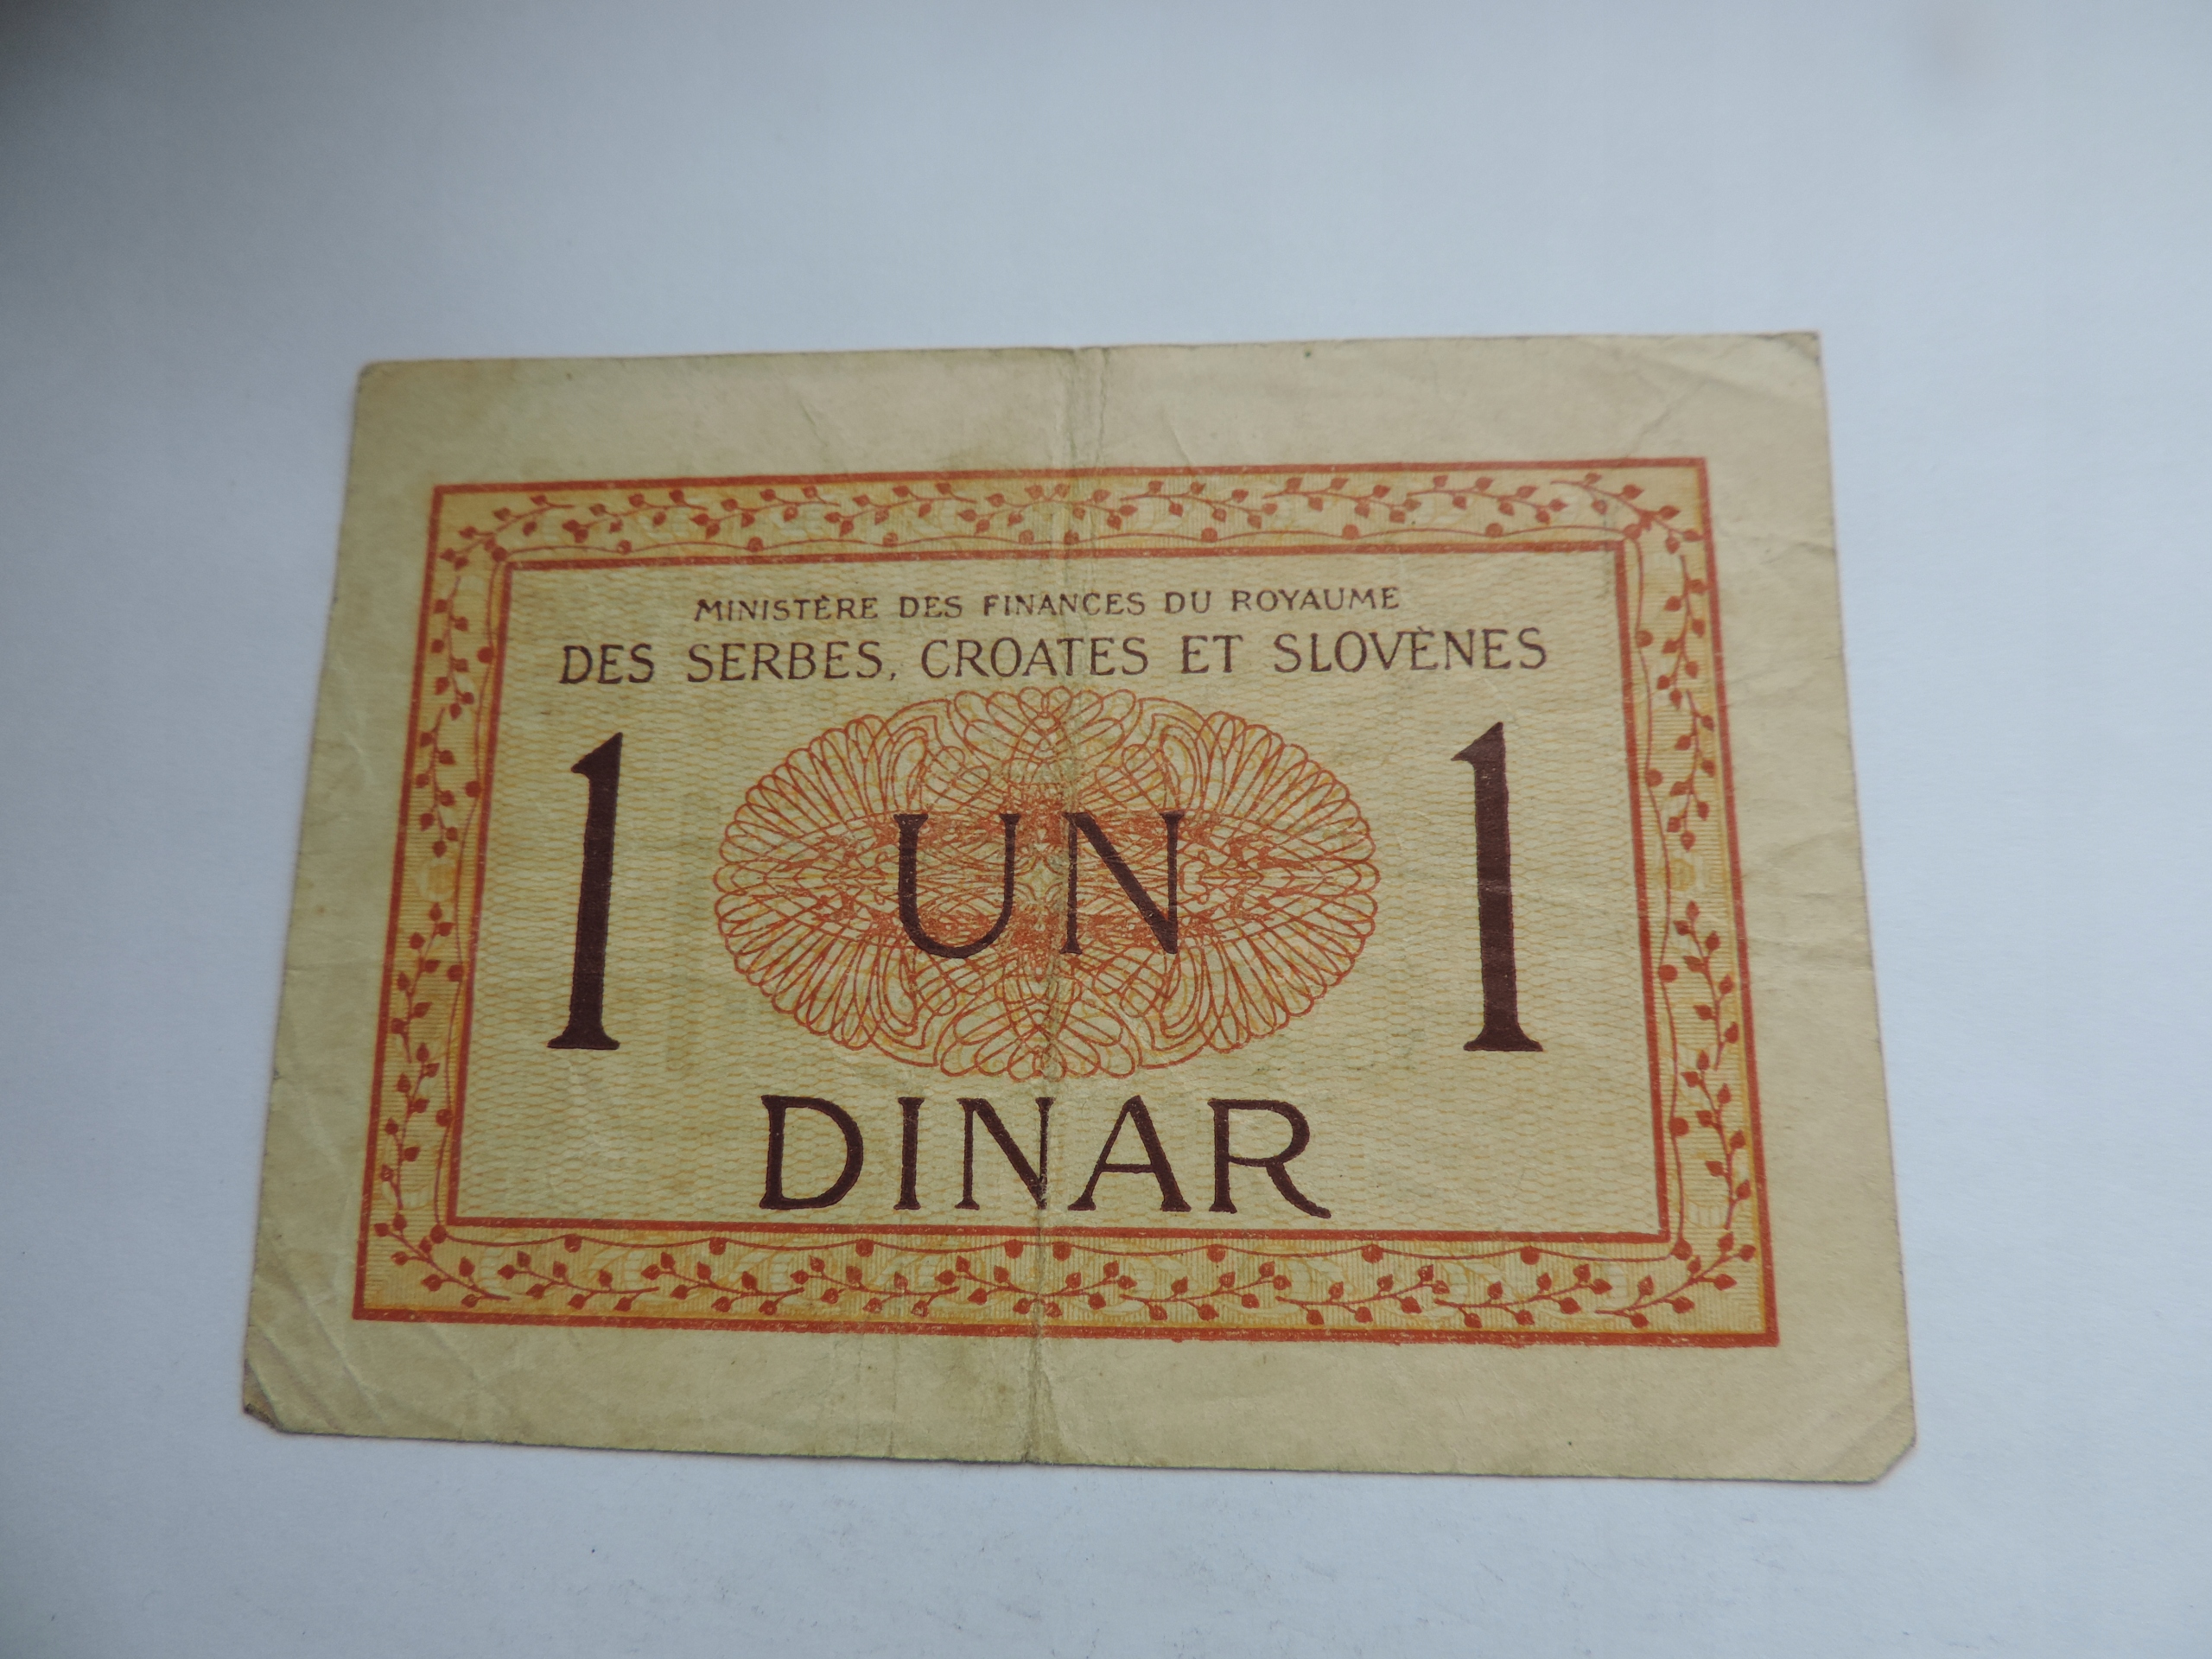 MINISTÈRE DES FINANCES DU ROYAUME
DES SERBES, CROATES ET SLOVÈNES
1 UN 1
DINAR